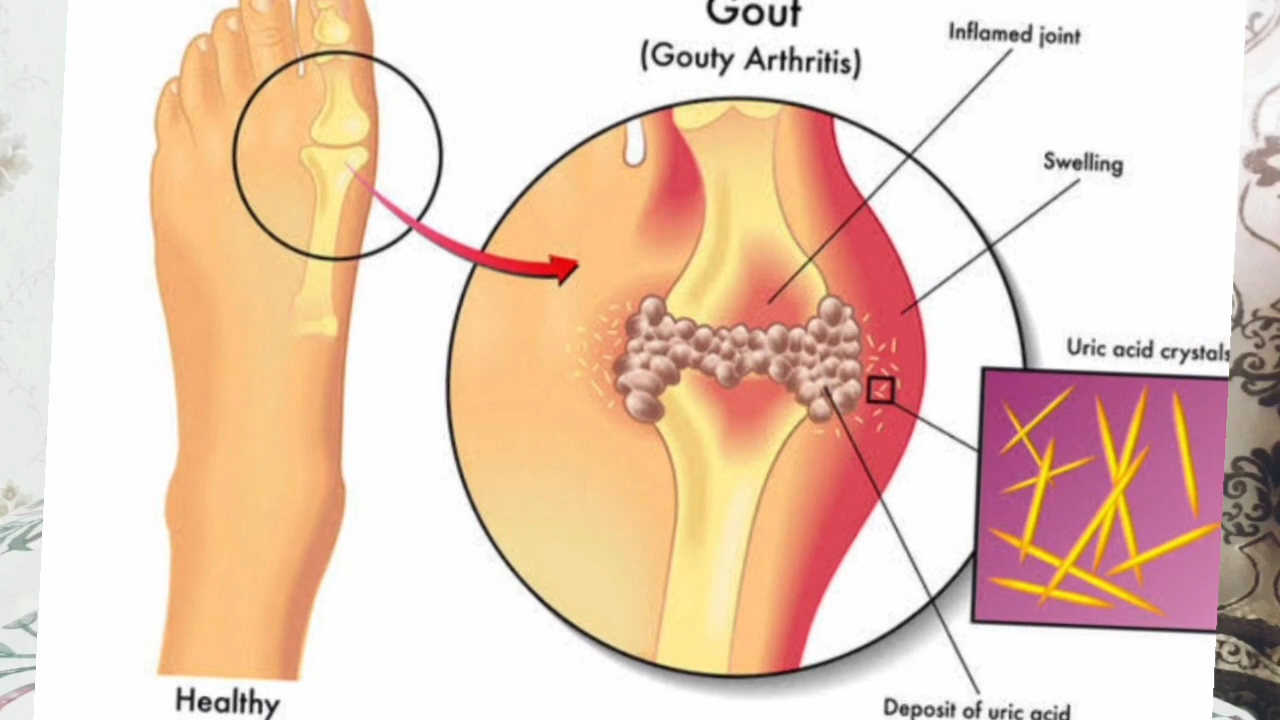 Gout
(Gouty Arthritis)
Inflamed joint
Swelling
Uric acid crystals
Healthy
Deposit of uric acid